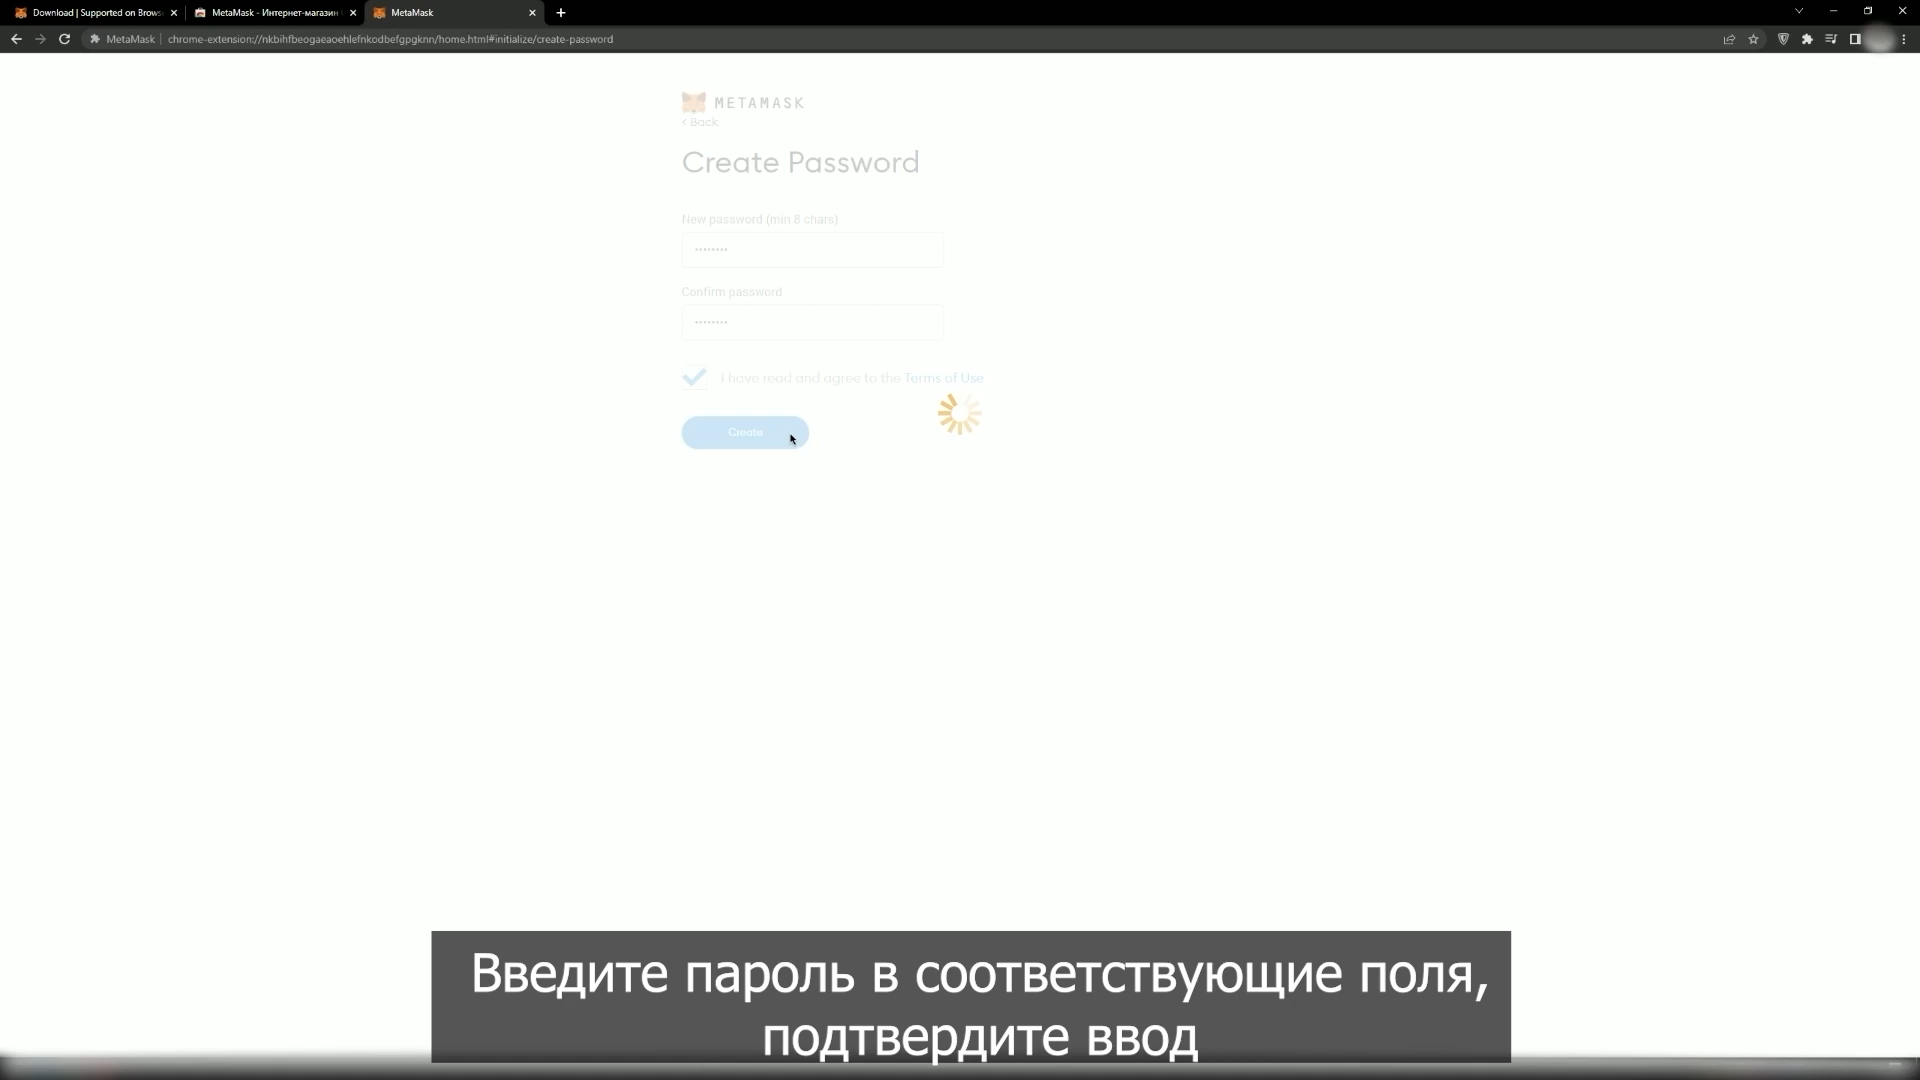 Download | Supported on Brows
MetaMask - Интернет-магазин
MetaMask
MetaMask
chrome-extension://nkbihfbeogaeaoehlefnkodbefgpgknn/home.html#initialize/create-password
METAMASK
< Back
Create Password
New password (min 8 chars)
••••••••
Confirm password
••••••••
I have read and agree to the Terms of Use
Create
Введите пароль в соответствующие поля,
подтвердите ввод